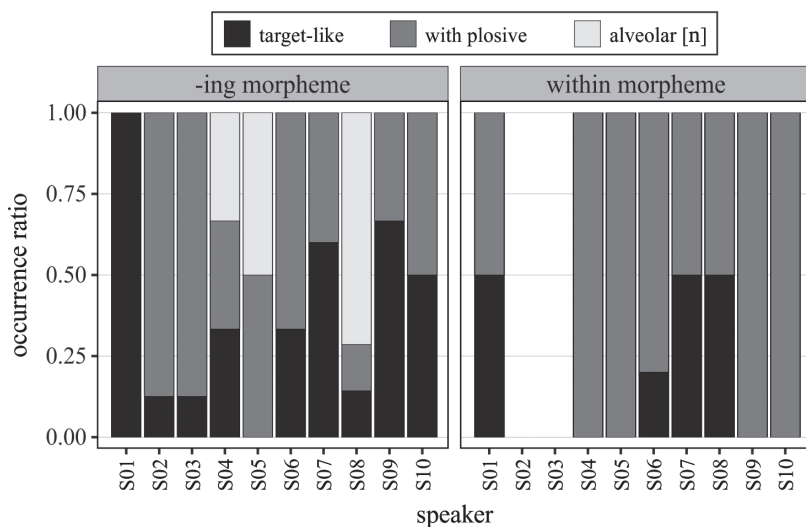 target-like with plosive alveolar [n]
-ing morpheme within morpheme
1.00
0.75
0.50
0.25
0.00
occurrence ratio
S01 S02 S03 S04 S05 S06 S07 S08 S09 S10 S01 S02 S03 S04 S05 S06 S07 S08 S09 S10
speaker